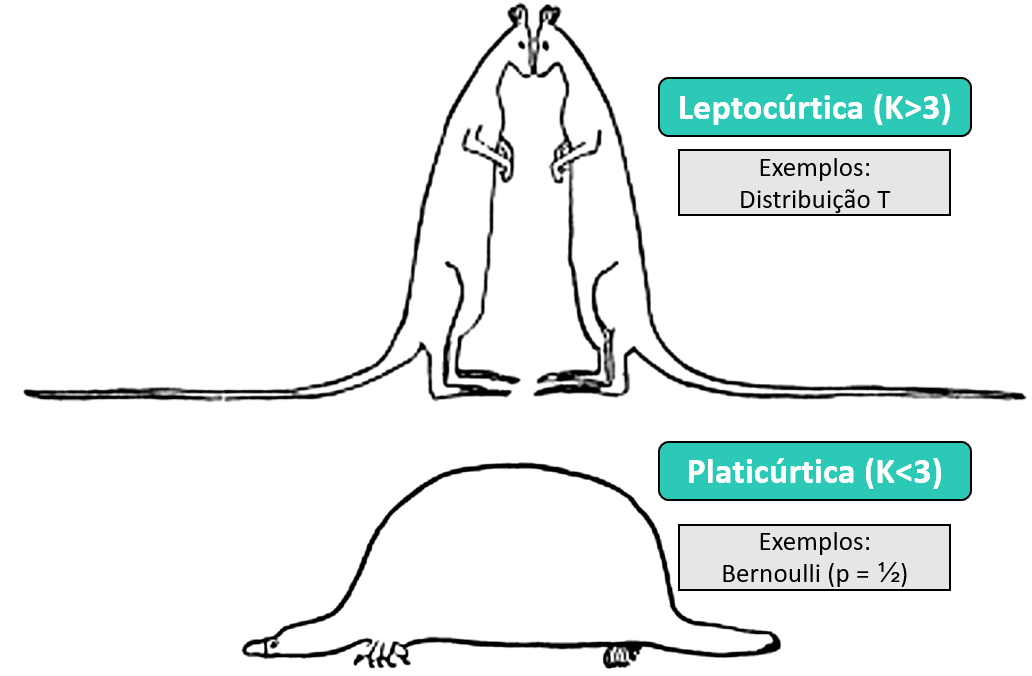 Leptocúrtica (K>3)
Exemplos:
Distribuição T
Platicúrtica (K<3)
Exemplos:
Bernoulli (p = ½)